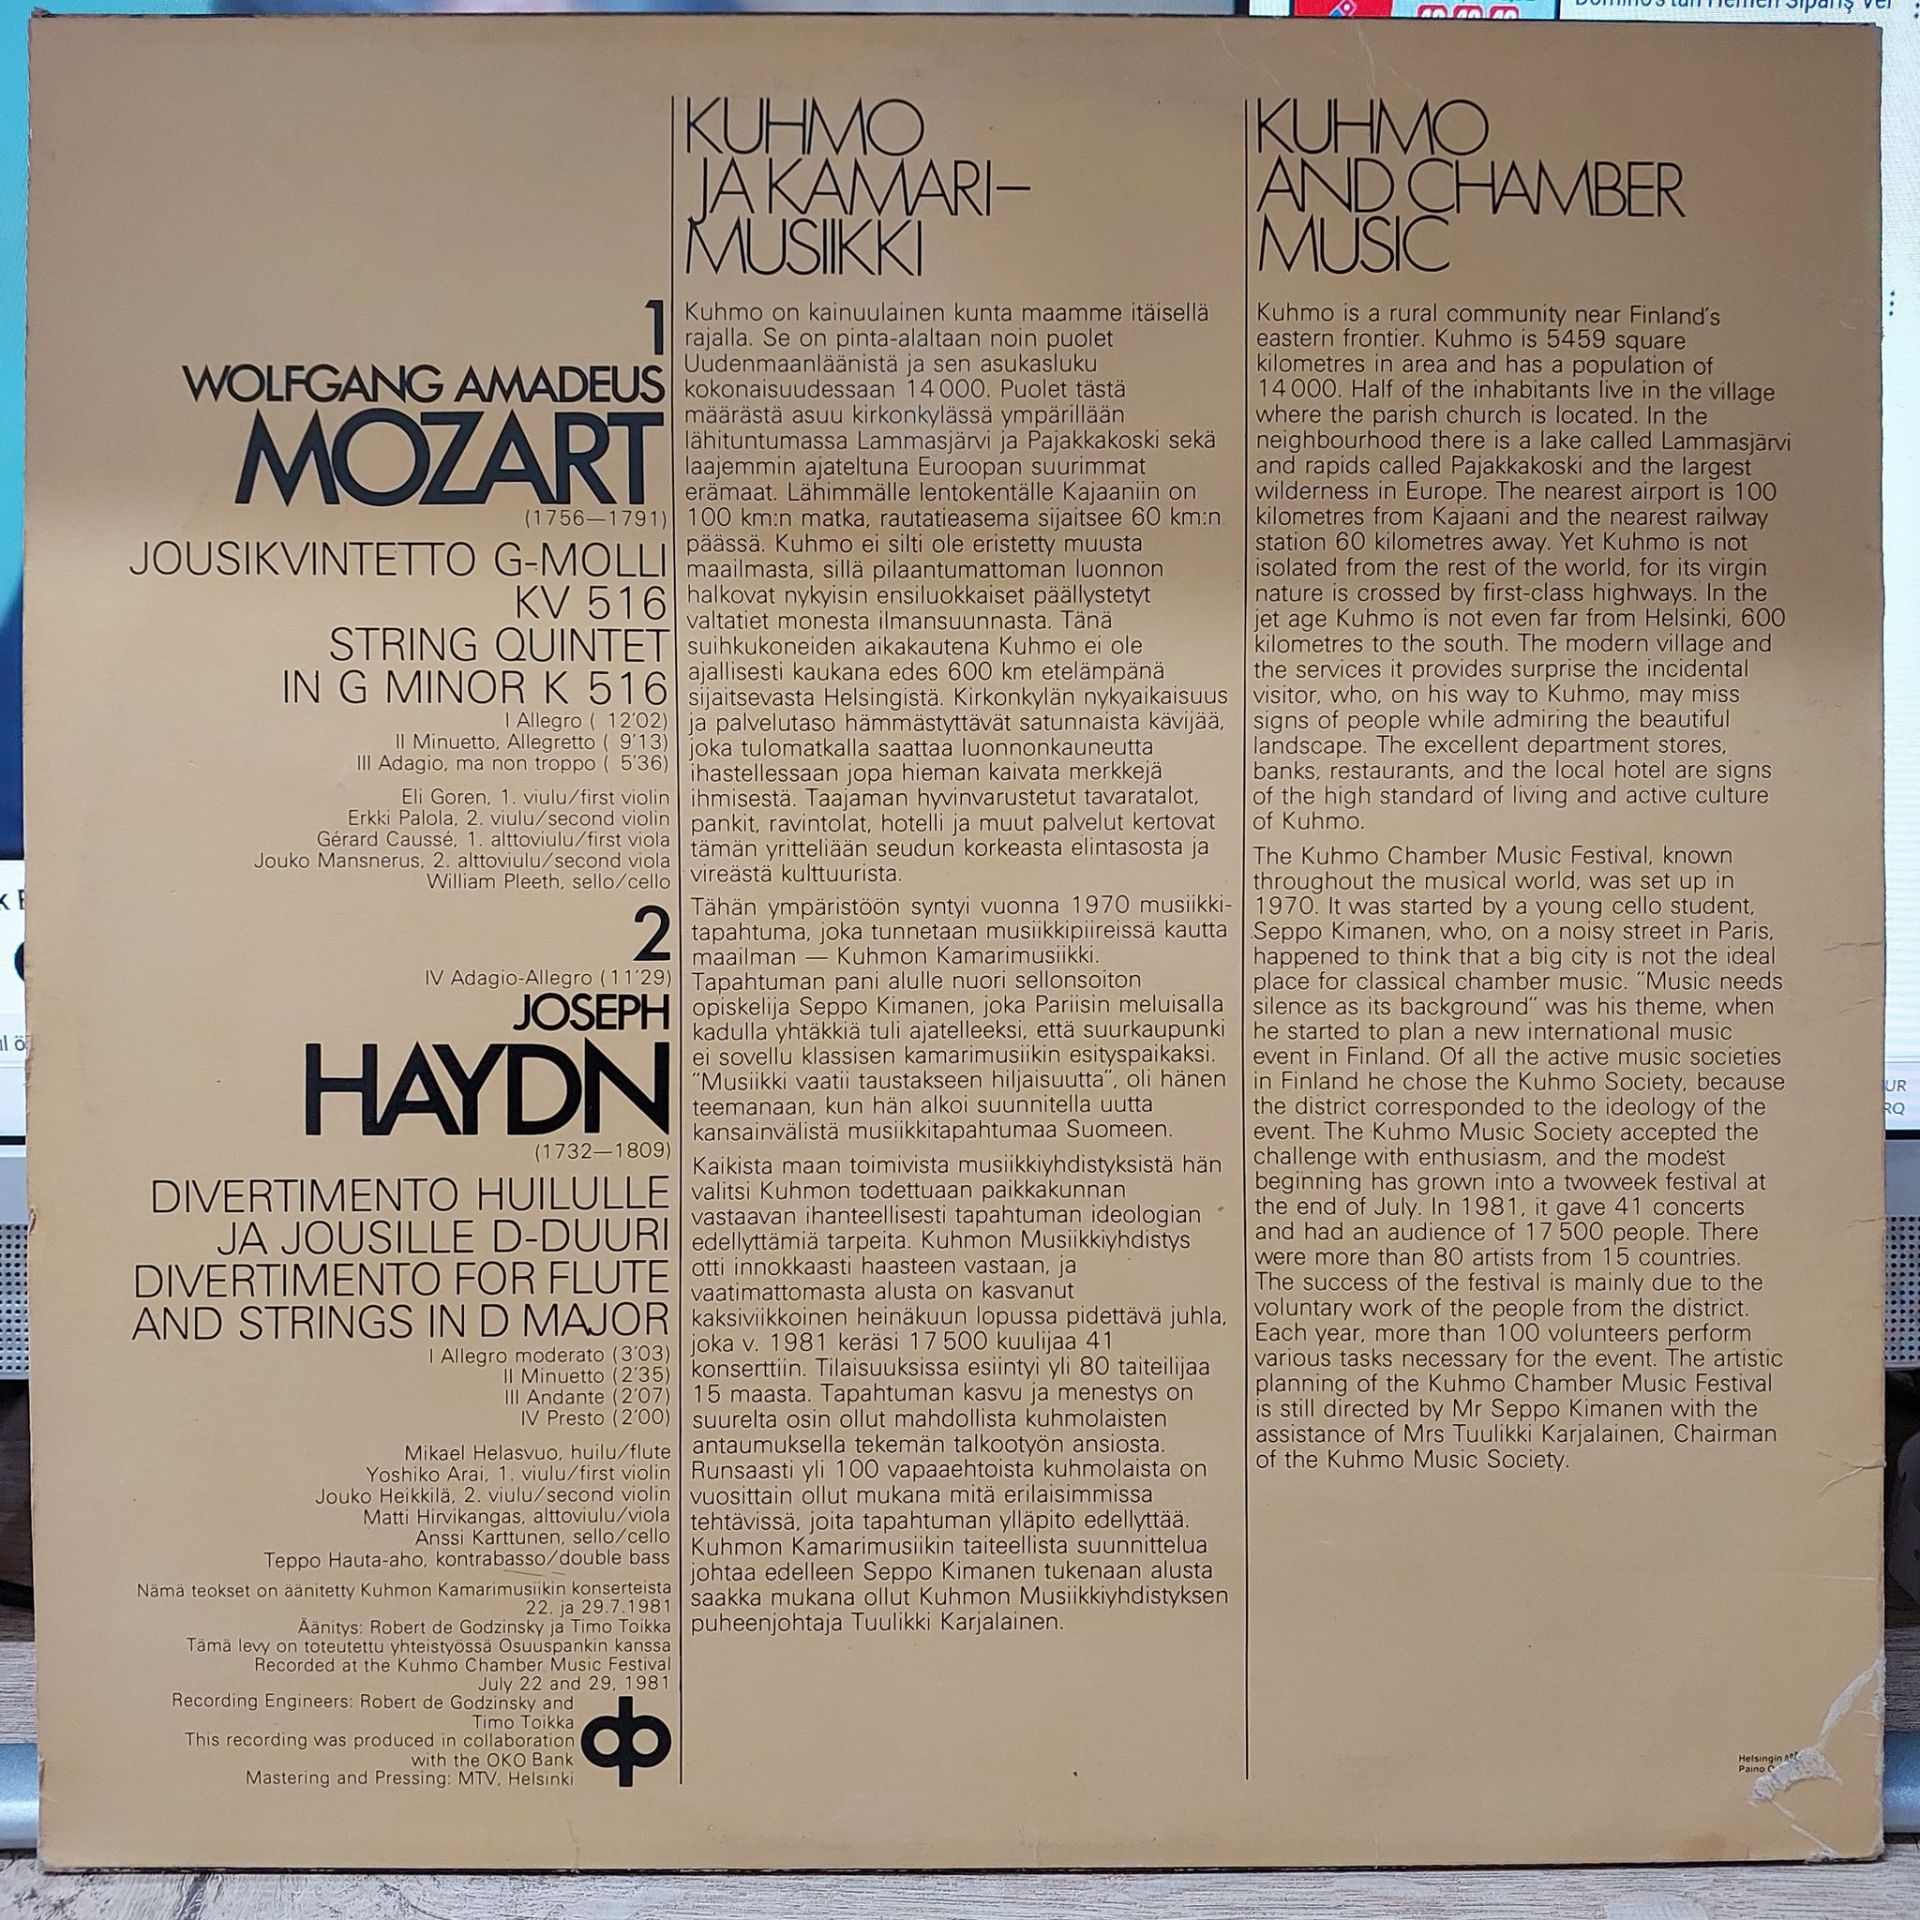 Domino's'tan Hemen Sipariş Ver
1
WOLFGANG AMADEUS
MOZART
(1756—1791)
JOUSIKVINTETTO G-MOLLI
KV 516
STRING QUINTET
IN G MINOR K 516
I Allegro ( 12'02)
II Minuetto, Allegretto ( 9'13)
III Adagio, ma non troppo ( 5'36)
Eli Goren, 1. viulu/first violin
Erkki Palola, 2. viulu/second violin
Gérard Caussé, 1. alttoviulu/first viola
Jouko Mansnerus, 2. alttoviulu/second viola
William Pleeth, sello/cello
2
IV Adagio-Allegro (11'29)
JOSEPH
HAYDN
(1732—1809)
DIVERTIMENTO HUILULLE
JA JOUSILLE D-DUURI
DIVERTIMENTO FOR FLUTE
AND STRINGS IN D MAJOR
I Allegro moderato (3'03)
II Minuetto (2'35)
III Andante (2'07)
IV Presto (2'00)
Mikael Helasvuo, huilu/flute
Yoshiko Arai, 1. viulu/first violin
Jouko Heikkilä, 2. viulu/second violin
Matti Hirvikangas, alttoviulu/viola
Anssi Karttunen, sello/cello
Teppo Hauta-aho, kontrabasso/double bass
Nämä teokset on äänitetty Kuhmon Kamarimusiikin konserteista
22. ja 29.7.1981
Äänitys: Robert de Godzinsky ja Timo Toikka
Tämä levy on toteutettu yhteistyössä Osuuspankin kanssa
Recorded at the Kuhmo Chamber Music Festival
July 22 and 29, 1981
Recording Engineers: Robert de Godzinsky and
Timo Toikka
This recording was produced in collaboration
with the OKO Bank
Mastering and Pressing: MTV, Helsinki
KUHMO
JA KAMARI-
MUSIIKKI
Kuhmo on kainuulainen kunta maamme itäisellä
rajalla. Se on pinta-alaltaan noin puolet
Uudenmaanläänistä ja sen asukasluku
kokonaisuudessaan 14 000. Puolet tästä
määrästä asuu kirkonkylässä ympärillään
lähituntumassa Lammasjärvi ja Pajakkakoski sekä
laajemmin ajateltuna Euroopan suurimmat
erämaat. Lähimmälle lentokentälle Kajaaniin on
100 km:n matka, rautatieasema sijaitsee 60 km:n
päässä. Kuhmo ei silti ole eristetty muusta
maailmasta, sillä pilaantumattoman luonnon
halkovat nykyisin ensiluokkaiset päällystetyt
valtatiet monesta ilmansuunnasta. Tänä
suihkukoneiden aikakautena Kuhmo ei ole
ajallisesti kaukana edes 600 km etelämpänä
sijaitsevasta Helsingistä. Kirkonkylän nykyaikaisuus
ja palvelutaso hämmästyttävät satunnaista kävijää,
joka tulomatkalla saattaa luonnonkauneutta
ihastellessaan jopa hieman kaivata merkkejä
ihmisestä. Taajaman hyvinvarustetut tavaratalot,
pankit, ravintolat, hotelli ja muut palvelut kertovat
tämän yritteliään seudun korkeasta elintasosta ja
vireästä kulttuurista.
Tähän ympäristöön syntyi vuonna 1970 musiikki-
tapahtuma, joka tunnetaan musiikkipiireissä kautta
maailman — Kuhmon Kamarimusiikki.
Tapahtuman pani alulle nuori sellonsoiton
opiskelija Seppo Kimanen, joka Pariisin meluisalla
kadulla yhtäkkiä tuli ajatelleeksi, että suurkaupunki
ei sovellu klassisen kamarimusiikin esityspaikaksi.
"Musiikki vaatii taustakseen hiljaisuutta", oli hänen
teemanaan, kun hän alkoi suunnitella uutta
kansainvälistä musiikkitapahtumaa Suomeen.
Kaikista maan toimivista musiikkiyhdistyksistä hän
valitsi Kuhmon todettuaan paikkakunnan
vastaavan ihanteellisesti tapahtuman ideologian
edellyttämiä tarpeita. Kuhmon Musiikkiyhdistys
otti innokkaasti haasteen vastaan, ja
vaatimattomasta alusta on kasvanut
kaksiviikkoinen heinäkuun lopussa pidettävä juhla,
joka v. 1981 keräsi 17 500 kuulijaa 41
konserttiin. Tilaisuuksissa esiintyi yli 80 taiteilijaa
15 maasta. Tapahtuman kasvu ja menestys on
suurelta osin ollut mahdollista kuhmolaisten
antaumuksella tekemän talkootyön ansiosta.
Runsaasti yli 100 vapaaehtoista kuhmolaista on
vuosittain ollut mukana mitä erilaisimmissa
tehtävissä, joita tapahtuman ylläpito edellyttää.
Kuhmon Kamarimusiikin taiteellista suunnittelua
johtaa edelleen Seppo Kimanen tukenaan alusta
saakka mukana ollut Kuhmon Musiikkiyhdistyksen
puheenjohtaja Tuulikki Karjalainen.
KUHMO
AND CHAMBER
MUSIC
Kuhmo is a rural community near Finland's
eastern frontier. Kuhmo is 5459 square
kilometres in area and has a population of
14 000. Half of the inhabitants live in the village
where the parish church is located. In the
neighbourhood there is a lake called Lammasjärvi
and rapids called Pajakkakoski and the largest
wilderness in Europe. The nearest airport is 100
kilometres from Kajaani and the nearest railway
station 60 kilometres away. Yet Kuhmo is not
isolated from the rest of the world, for its virgin
nature is crossed by first-class highways. In the
jet age Kuhmo is not even far from Helsinki, 600
kilometres to the south. The modern village and
the services it provides surprise the incidental
visitor, who, on his way to Kuhmo, may miss
signs of people while admiring the beautiful
landscape. The excellent department stores,
banks, restaurants, and the local hotel are signs
of the high standard of living and active culture
of Kuhmo.
The Kuhmo Chamber Music Festival, known
throughout the musical world, was set up in
1970. It was started by a young cello student,
Seppo Kimanen, who, on a noisy street in Paris,
happened to think that a big city is not the ideal
place for classical chamber music. "Music needs
silence as its background" was his theme, when
he started to plan a new international music
event in Finland. Of all the active music societies
in Finland he chose the Kuhmo Society, because
the district corresponded to the ideology of the
event. The Kuhmo Music Society accepted the
challenge with enthusiasm, and the modest
beginning has grown into a twoweek festival at
the end of July. In 1981, it gave 41 concerts
and had an audience of 17 500 people. There
were more than 80 artists from 15 countries.
The success of the festival is mainly due to the
voluntary work of the people from the district.
Each year, more than 100 volunteers perform
various tasks necessary for the event. The artistic
planning of the Kuhmo Chamber Music Festival
is still directed by Mr Seppo Kimanen with the
assistance of Mrs Tuulikki Karjalainen, Chairman
of the Kuhmo Music Society.
Helsingin
Paino